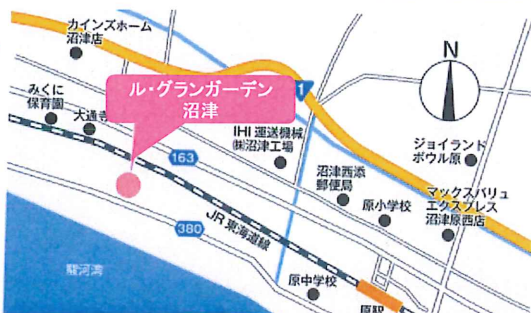 カインズホーム
沼津店
みくに
保育園
大通寺
ル・グランガーデン
沼津
1
N
163
IHI 運送機械
㈱沼津工場
ジョイランド
ボウル原
沼津西添
郵便局
原小学校
マックスバリュ
エクスプレス
沼津原西店
380
JR東海道線
駿河湾
原中学校
原駅